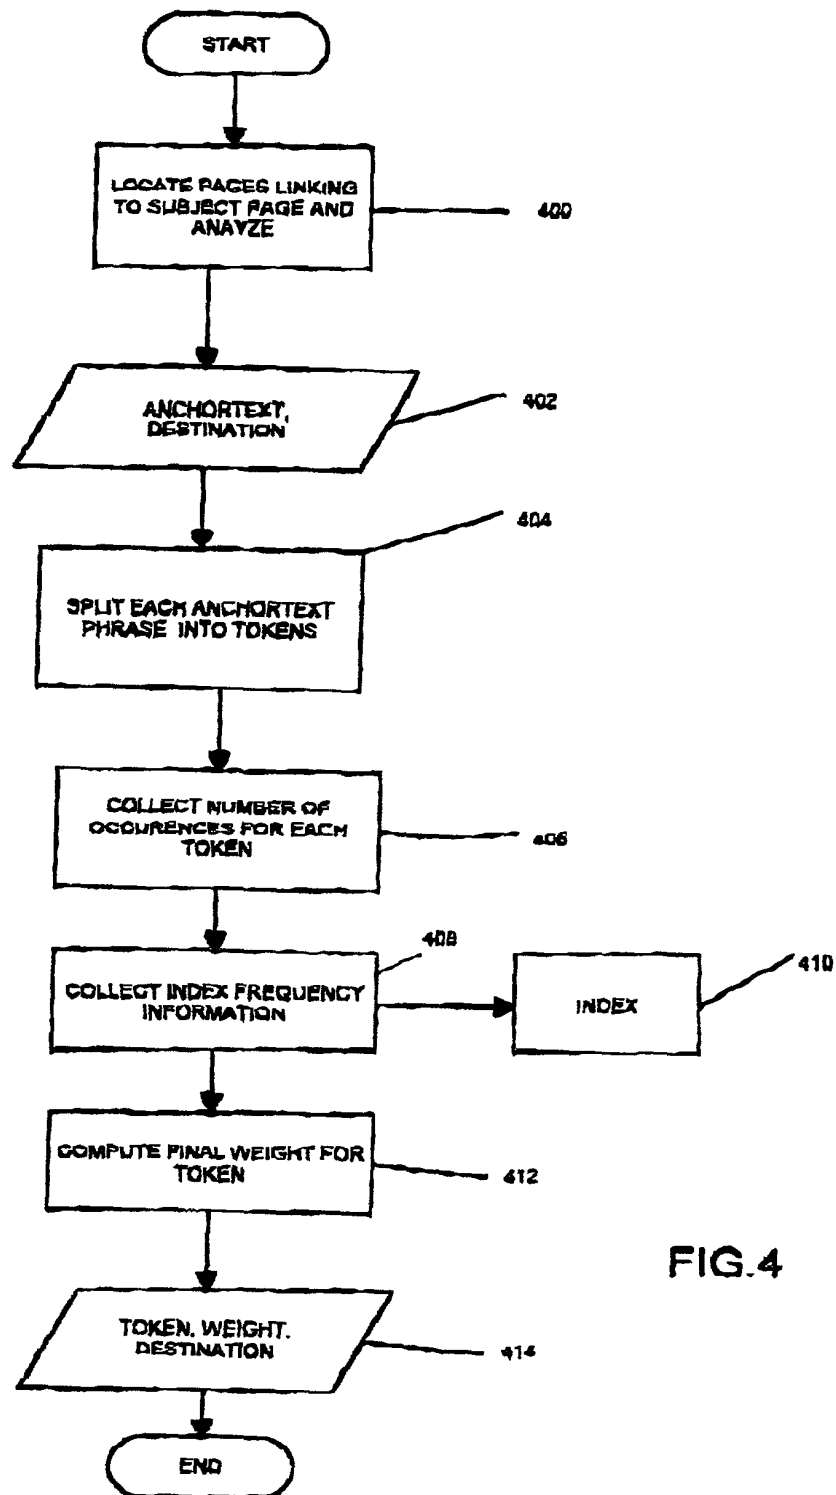 START
LOCATE PAGES LINKING
TO SUBJECT PAGE AND
ANAYZE
400
ANCHORTEXT,
DESTINATION
402
404
SPLIT EACH ANCHORTEXT
PHRASE INTO TOKENS
COLLECT NUMBER OF
OCCURENCES FOR EACH
TOKEN
406
408
COLLECT INDEX FREQUENCY
INFORMATION
INDEX
410
COMPUTE FINAL WEIGHT FOR
TOKEN
412
FIG.4
TOKEN, WEIGHT,
DESTINATION
414
END